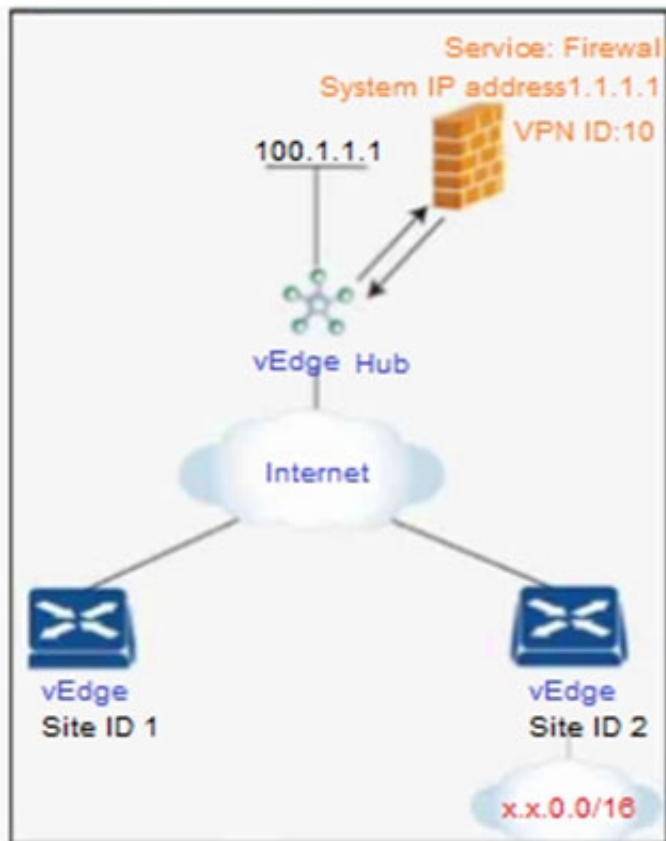 Service: Firewal
System IP address1.1.1.1
VPN ID:10
100.1.1.1
vEdge Hub
Internet
vEdge
Site ID 1
vEdge
Site ID 2
x.x.0.0/16